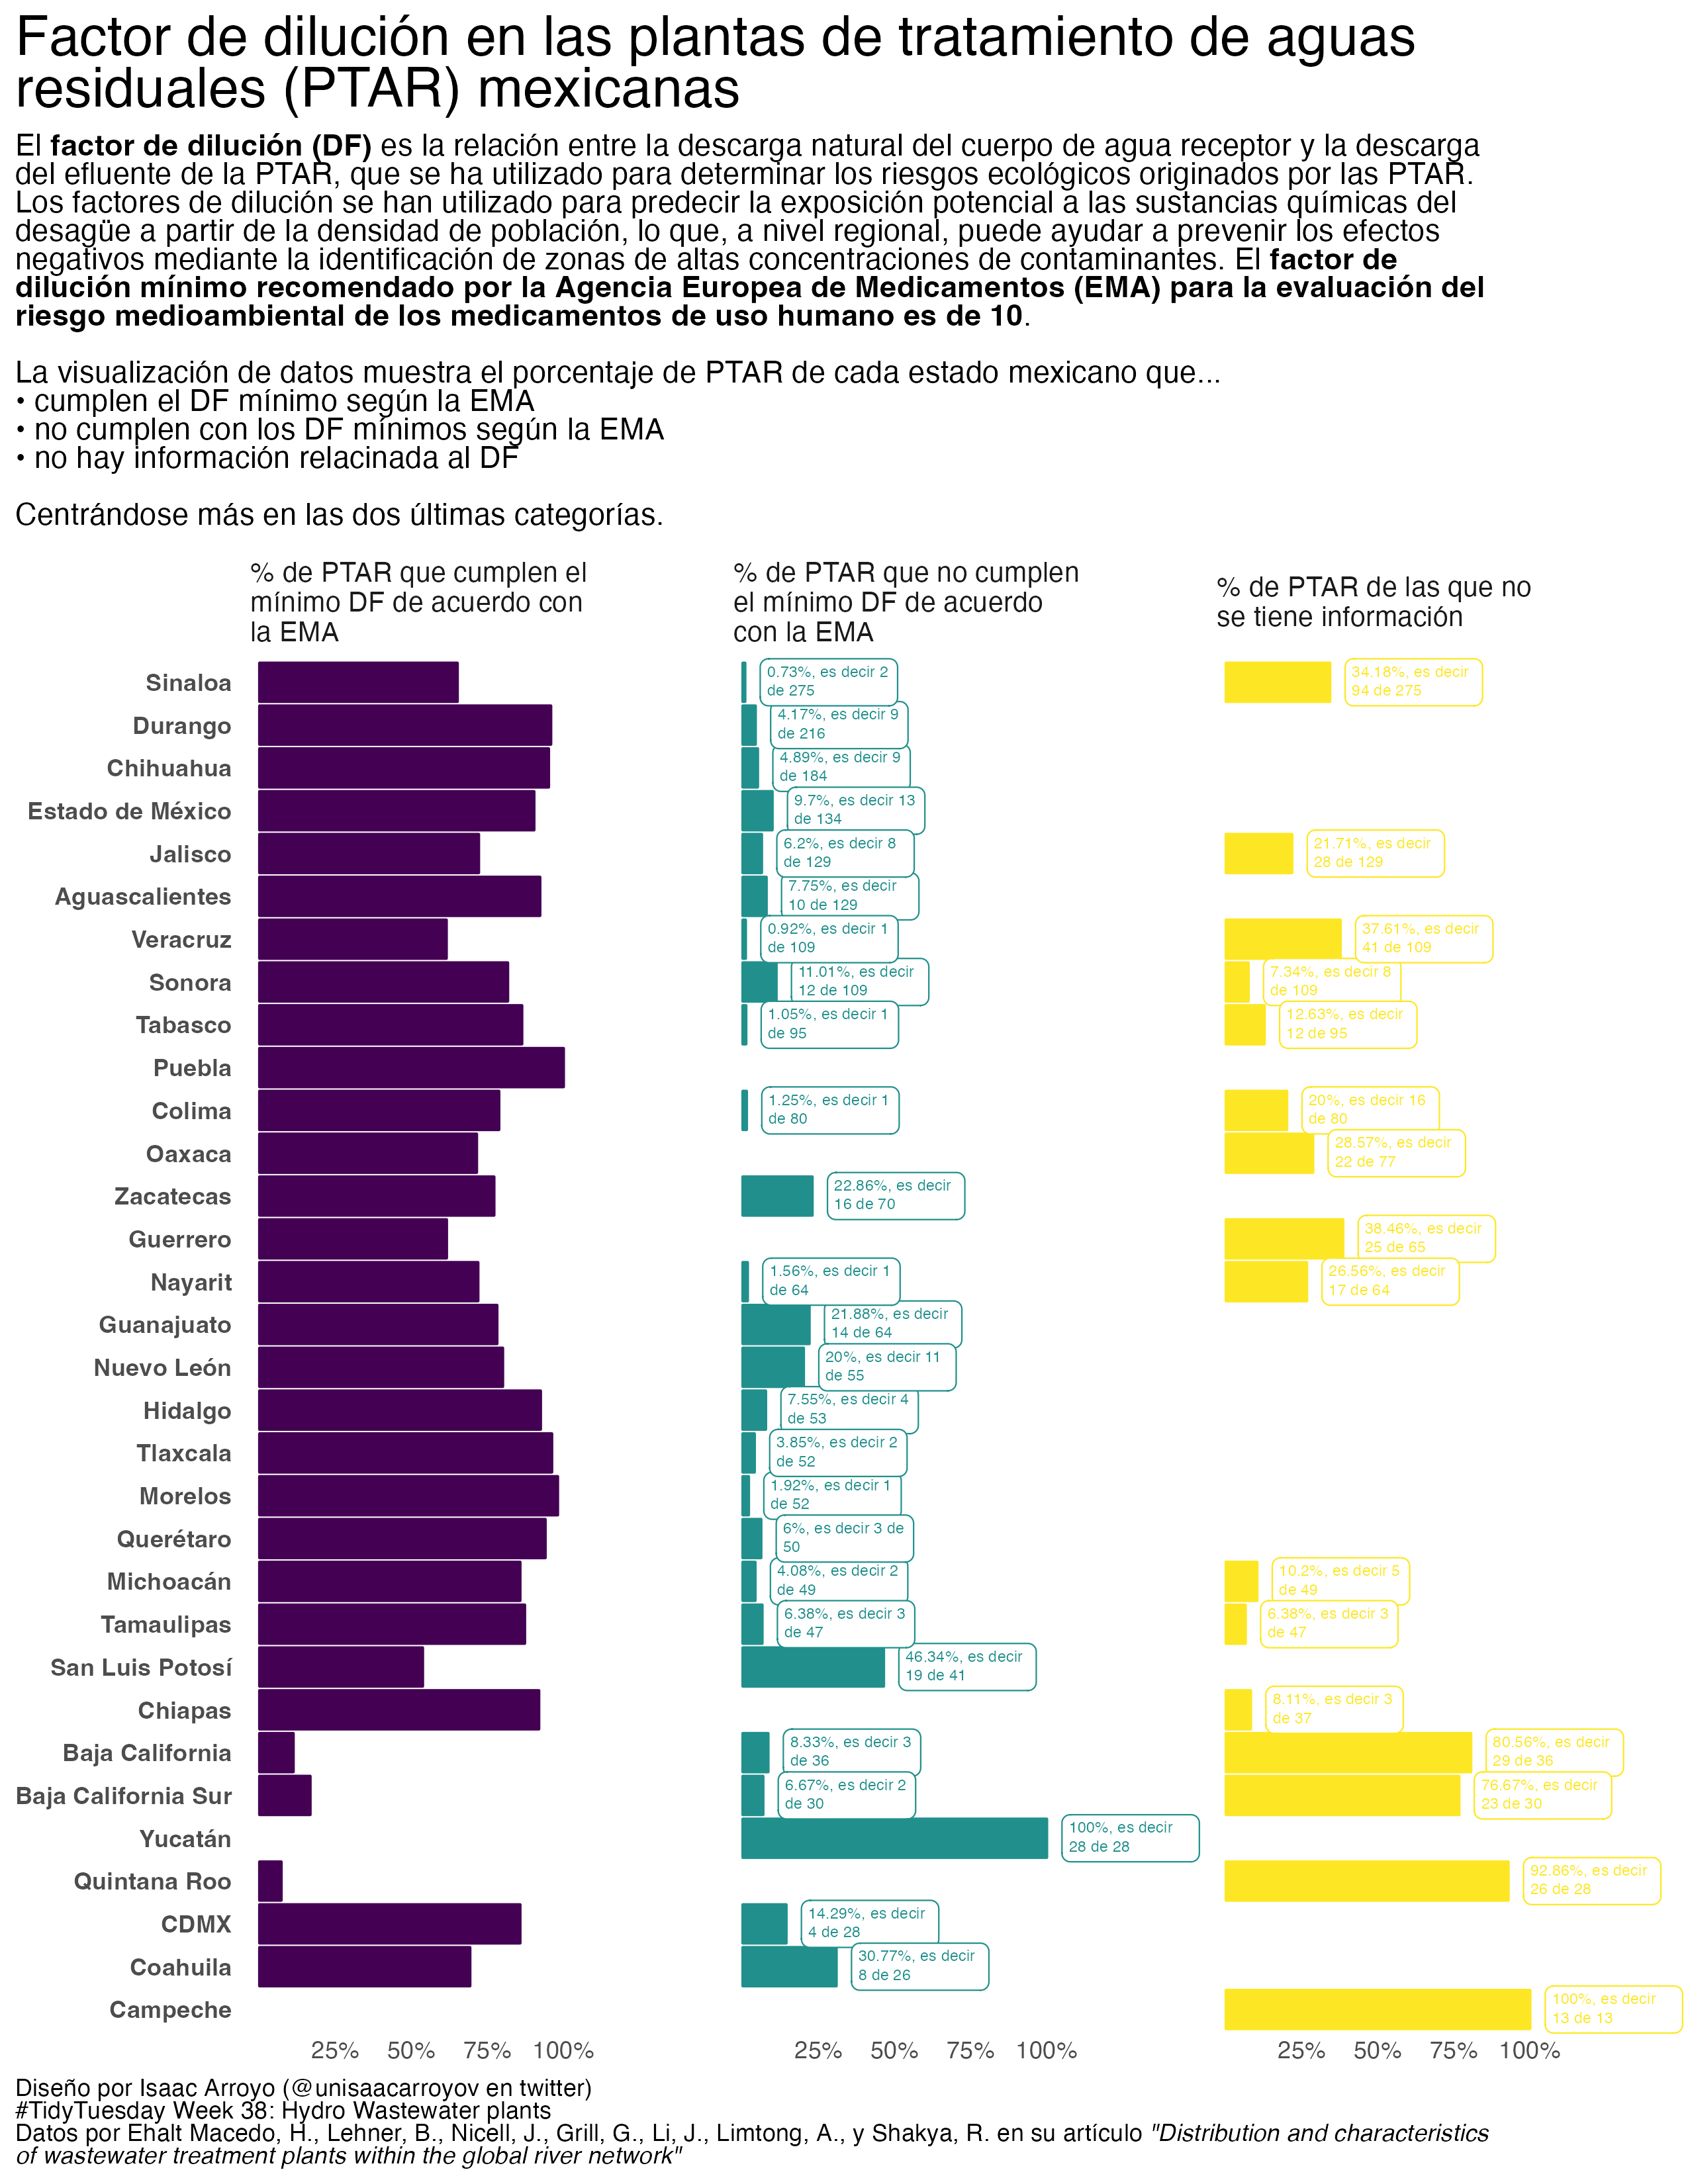 Factor de dilución en las plantas de tratamiento de aguas
residuales (PTAR) mexicanas
El factor de dilución (DF) es la relación entre la descarga natural del cuerpo de agua receptor y la descarga
del efluente de la PTAR, que se ha utilizado para determinar los riesgos ecológicos originados por las PTAR.
Los factores de dilución se han utilizado para predecir la exposición potencial a las sustancias químicas del
desagüe a partir de la densidad de población, lo que, a nivel regional, puede ayudar a prevenir los efectos
negativos mediante la identificación de zonas de altas concentraciones de contaminantes. El factor de
dilución mínimo recomendado por la Agencia Europea de Medicamentos (EMA) para la evaluación del
riesgo medioambiental de los medicamentos de uso humano es de 10.
La visualización de datos muestra el porcentaje de PTAR de cada estado mexicano que...
• cumplen el DF mínimo según la EMA
• no cumplen con los DF mínimos según la EMA
• no hay información relacinada al DF
Centrándose más en las dos últimas categorías.
% de PTAR que cumplen el
mínimo DF de acuerdo con
la EMA
% de PTAR que no cumplen
el mínimo DF de acuerdo
con la EMA
% de PTAR de las que no
se tiene información
Sinaloa
0.73%, es decir 2
de 275
34.18%, es decir
94 de 275
Durango
4.17%, es decir 9
de 216
Chihuahua
4.89%, es decir 9
de 184
Estado de México
9.7%, es decir 13
de 134
Jalisco
6.2%, es decir 8
de 129
21.71%, es decir
28 de 129
Aguascalientes
7.75%, es decir
10 de 129
Veracruz
0.92%, es decir 1
de 109
37.61%, es decir
41 de 109
Sonora
11.01%, es decir
12 de 109
7.34%, es decir 8
de 109
Tabasco
1.05%, es decir 1
de 95
12.63%, es decir
12 de 95
Puebla
Colima
1.25%, es decir 1
de 80
20%, es decir 16
de 80
Oaxaca
28.57%, es decir
22 de 77
Zacatecas
22.86%, es decir
16 de 70
Guerrero
38.46%, es decir
25 de 65
Nayarit
1.56%, es decir 1
de 64
26.56%, es decir
17 de 64
Guanajuato
21.88%, es decir
14 de 64
Nuevo León
20%, es decir 11
de 55
Hidalgo
7.55%, es decir 4
de 53
Tlaxcala
3.85%, es decir 2
de 52
Morelos
1.92%, es decir 1
de 52
Querétaro
6%, es decir 3 de
50
Michoacán
4.08%, es decir 2
de 49
10.2%, es decir 5
de 49
Tamaulipas
6.38%, es decir 3
de 47
6.38%, es decir 3
de 47
San Luis Potosí
46.34%, es decir
19 de 41
Chiapas
8.11%, es decir 3
de 37
Baja California
8.33%, es decir 3
de 36
80.56%, es decir
29 de 36
Baja California Sur
6.67%, es decir 2
de 30
76.67%, es decir
23 de 30
Yucatán
100%, es decir
28 de 28
Quintana Roo
92.86%, es decir
26 de 28
CDMX
14.29%, es decir
4 de 28
Coahuila
30.77%, es decir
8 de 26
Campeche
100%, es decir
13 de 13
25% 50% 75% 100%
25% 50% 75% 100%
25% 50% 75% 100%
Diseño por Isaac Arroyo (@unisaacarroyov en twitter)
#TidyTuesday Week 38: Hydro Wastewater plants
Datos por Ehalt Macedo, H., Lehner, B., Nicell, J., Grill, G., Li, J., Limtong, A., y Shakya, R. en su artículo "Distribution and characteristics
of wastewater treatment plants within the global river network"